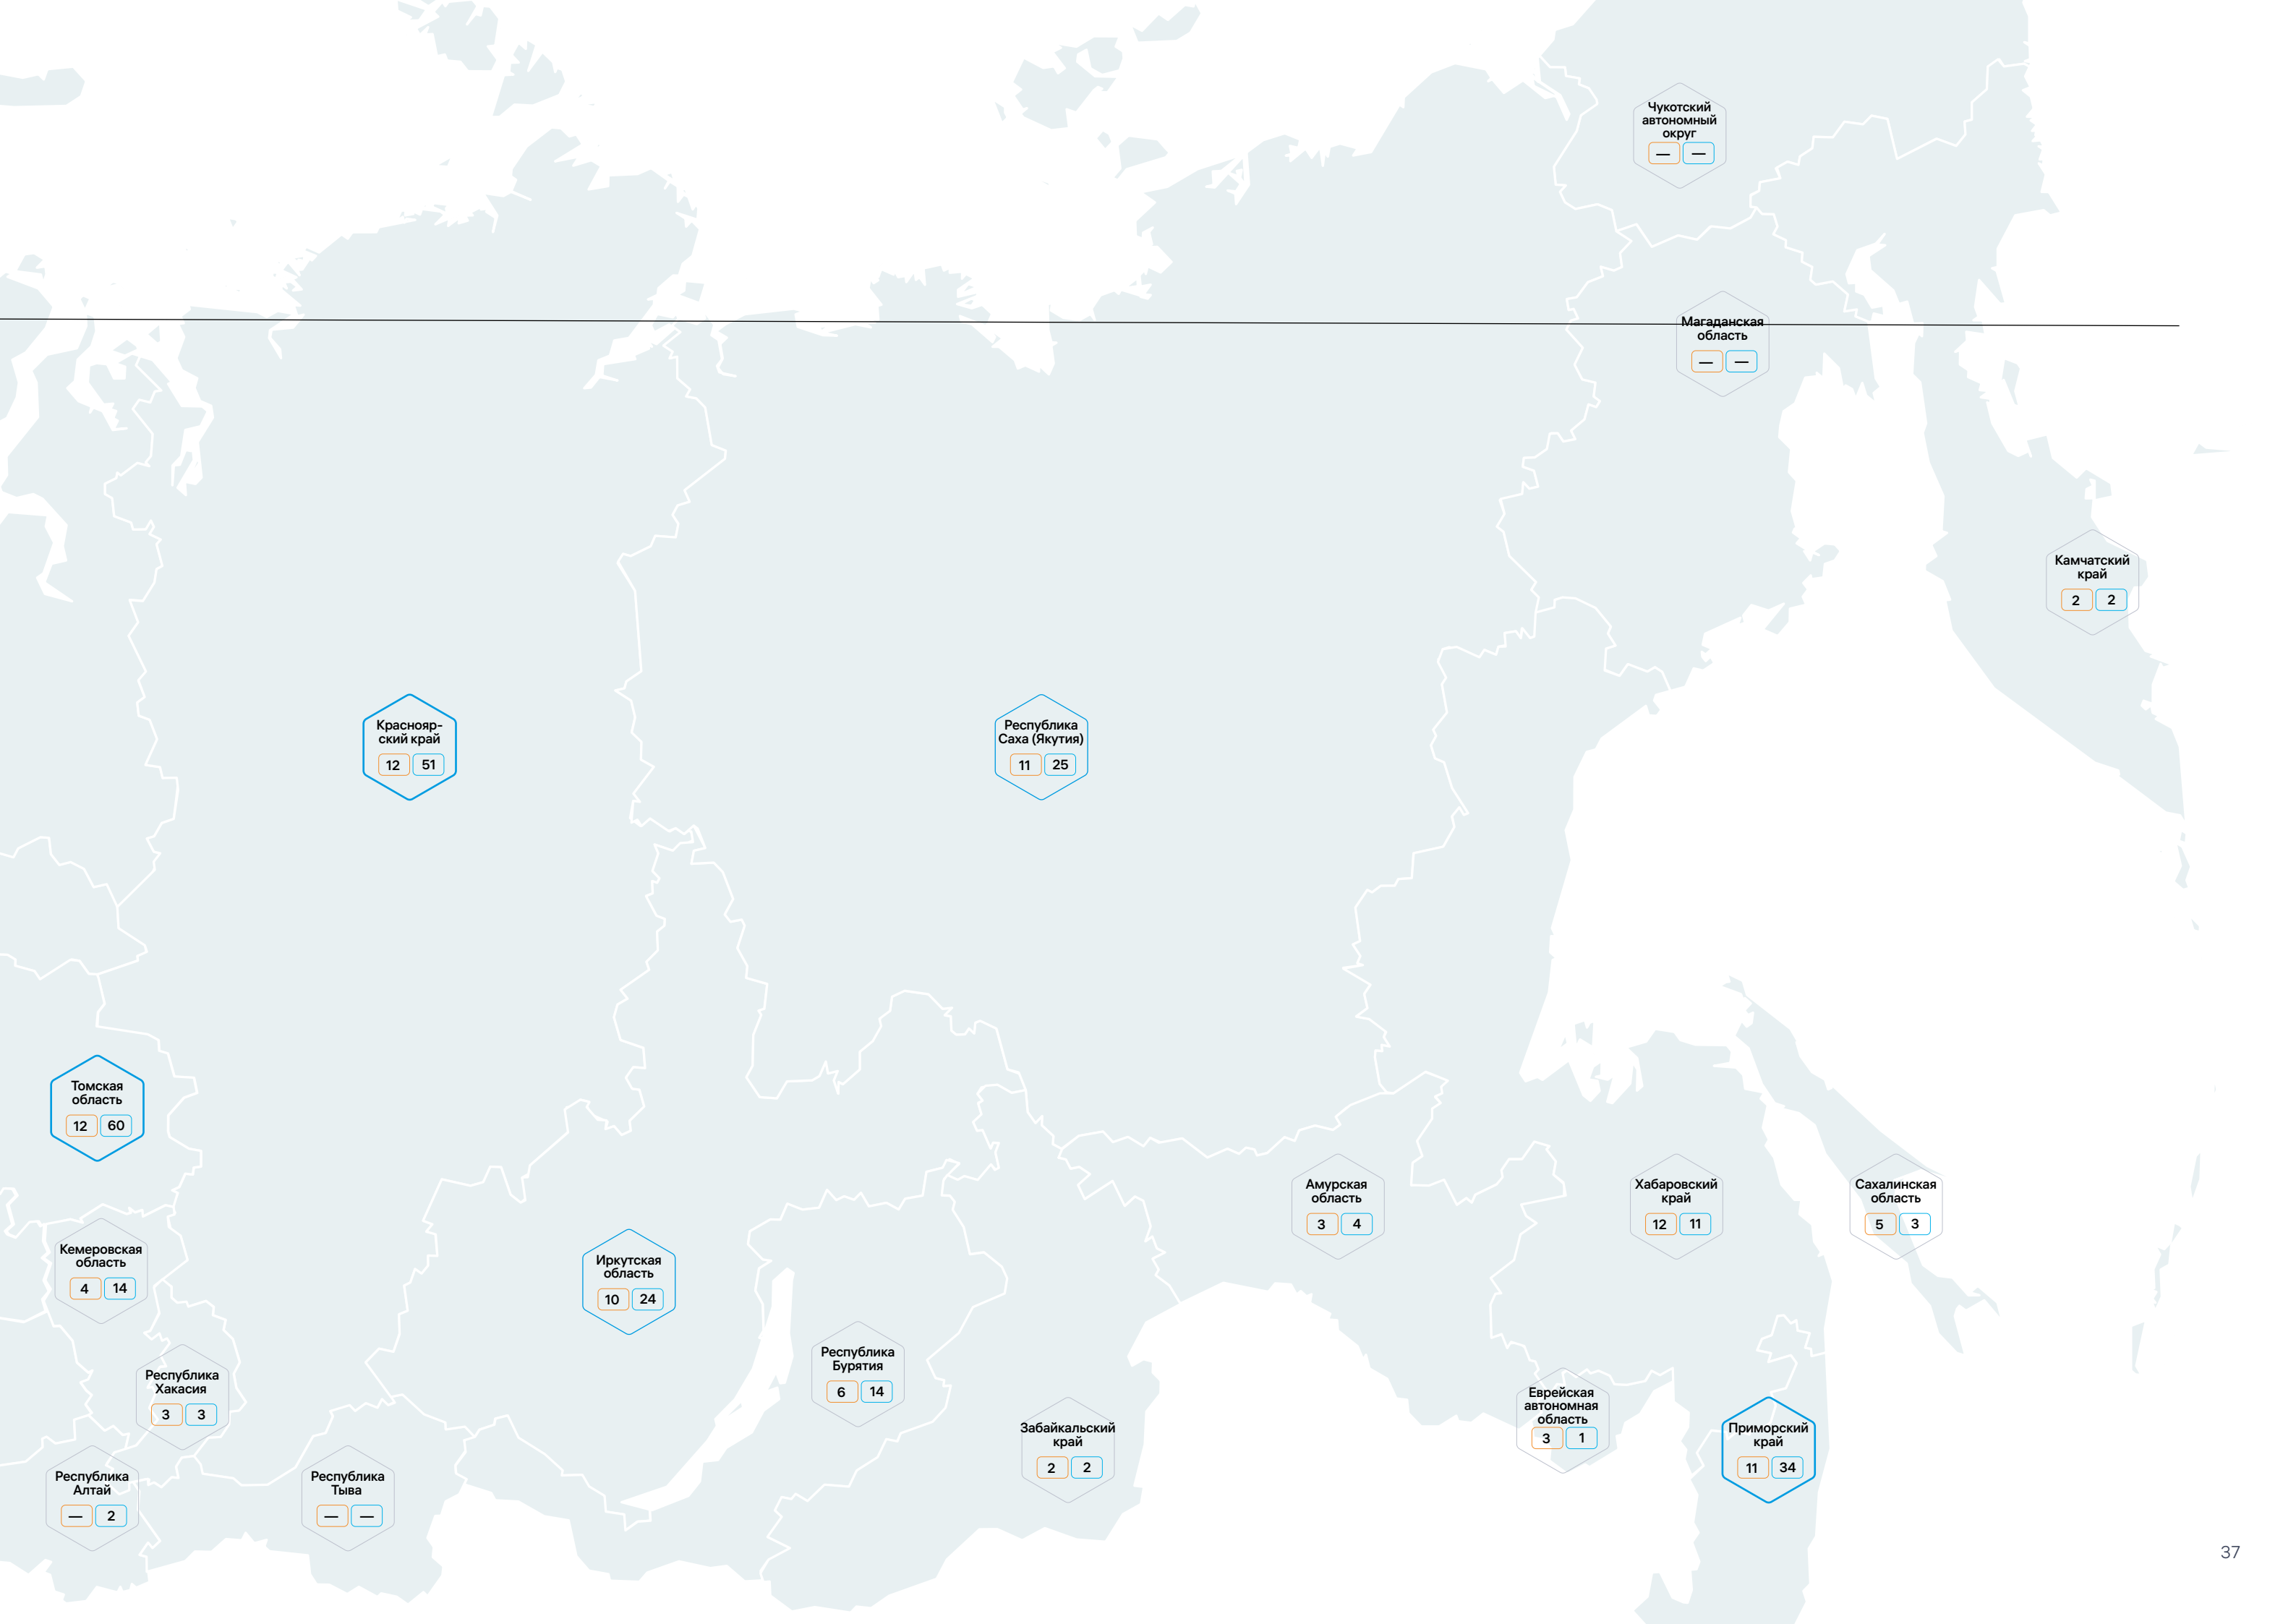 Чукотский
автономный
округ
— —
Магаданская
область
— —
Камчатский
край
2 2
Краснояр-
ский край
12 51
Республика
Саха (Якутия)
11 25
Томская
область
12 60
Амурская
область
3 4
Хабаровский
край
12 11
Сахалинская
область
5 3
Кемеровская
область
4 14
Иркутская
область
10 24
Республика
Бурятия
6 14
Республика
Хакасия
3 3
Еврейская
автономная
область
3 1
Забайкальский
край
2 2
Приморский
край
11 34
Республика
Алтай
— 2
Республика
Тыва
— —
37